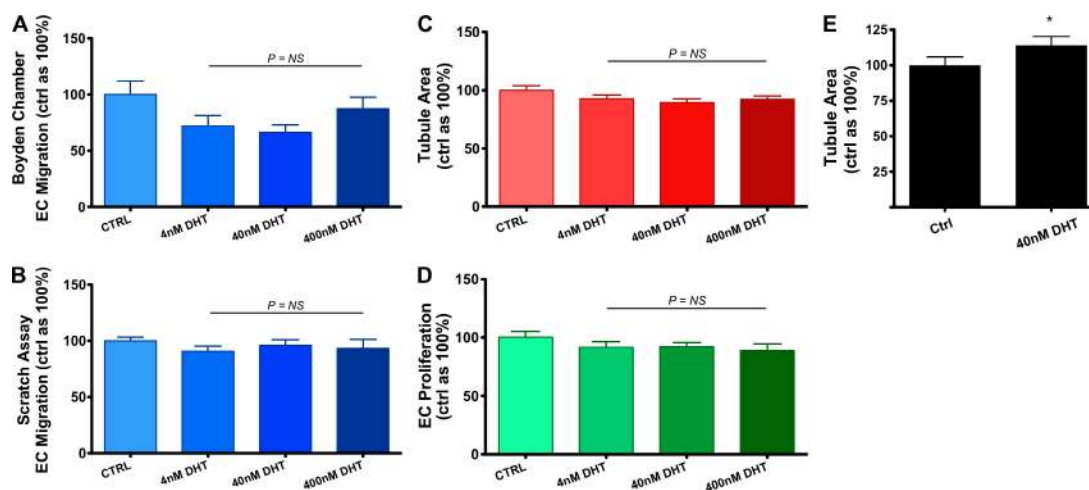 A
Boyden Chamber
EC Migration (ctrl as 100%)
150
100
50
0
P = NS
CTRL
4nM DHT
40nM DHT
400nM DHT
C
Tubule Area
(ctrl as 100%)
150
100
50
0
P = NS
CTRL
4nM DHT
40nM DHT
400nM DHT
E
Tubule Area
(ctrl as 100%)
125
100
75
50
25
*
Ctrl
40nM DHT
B
Scratch Assay
EC Migration (ctrl as 100%)
150
100
50
0
P = NS
CTRL
4nM DHT
40nM DHT
400nM DHT
D
EC Proliferation
(ctrl as 100%)
150
100
50
0
P = NS
CTRL
4nM DHT
40nM DHT
400nM DHT